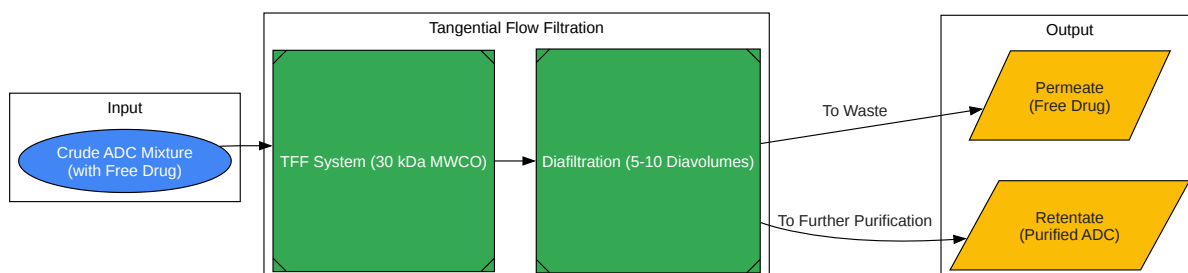 Input
Crude ADC Mixture
(with Free Drug)
Tangential Flow Filtration
TFF System (30 kDa MWCO)
Diafiltration (5-10 Diavolumes)
To Waste
To Further Purification
Output
Permeate
(Free Drug)
Retentate
(Purified ADC)